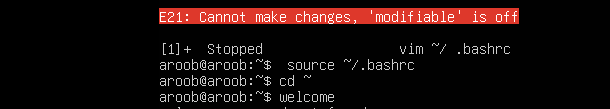 E21: Cannot make changes, 'modifiable' is off
[1]+ Stopped vim ~/ .bashrc
aroob@aroob:~$ source ~/.bashrc
aroob@aroob:~$ cd ~
aroob@aroob:~$ welcome